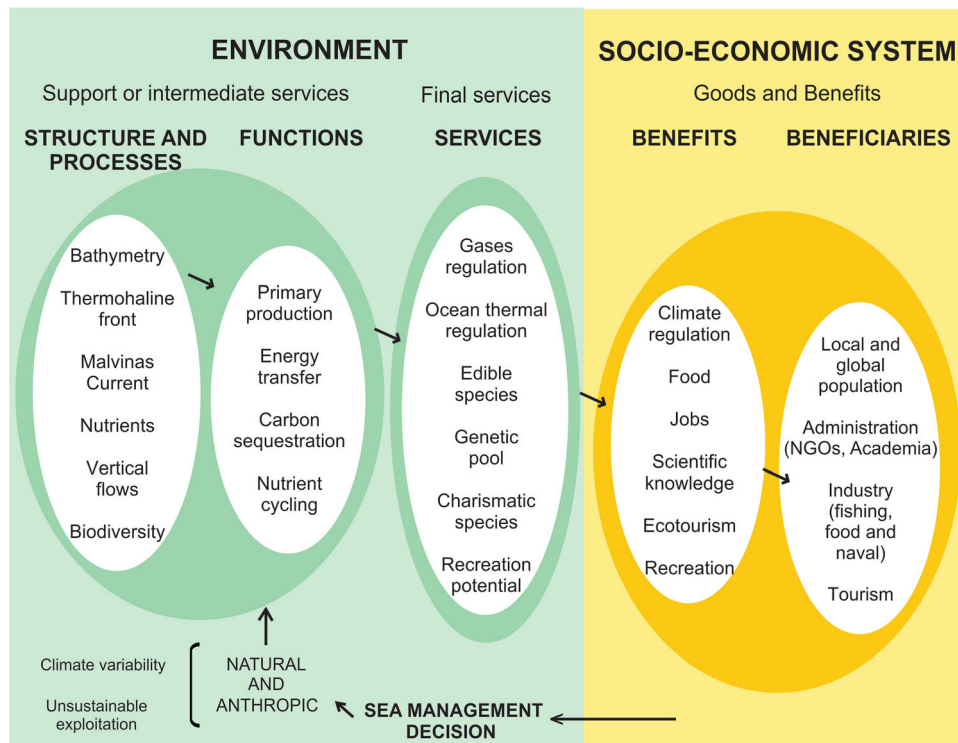 ENVIRONMENT
SOCIO-ECONOMIC SYSTEM
Support or intermediate services
Final services
Goods and Benefits
STRUCTURE AND
PROCESSES
FUNCTIONS
SERVICES
BENEFITS
BENEFICIARIES
Bathymetry
Thermohaline
front
Malvinas
Current
Nutrients
Vertical
flows
Biodiversity
Primary
production
Energy
transfer
Carbon
sequestration
Nutrient
cycling
Gases
regulation
Ocean thermal
regulation
Edible
species
Genetic
pool
Charismatic
species
Recreation
potential
Climate
regulation
Food
Jobs
Scientific
knowledge
Ecotourism
Recreation
Local and
global
population
Administration
(NGOs, Academia)
Industry
(fishing,
food and
naval)
Tourism
Climate variability
Unsustainable
exploitation
NATURAL
AND
ANTHROPIC
SEA MANAGEMENT
DECISION